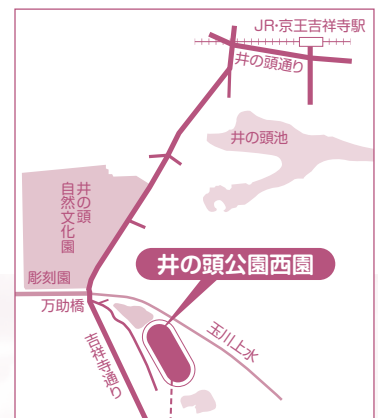 JR・京王吉祥寺駅
井の頭通り
井の頭池
井の頭
自然文化園
井の頭公園西園
彫刻園
万助橋
玉川上水
吉祥寺通り